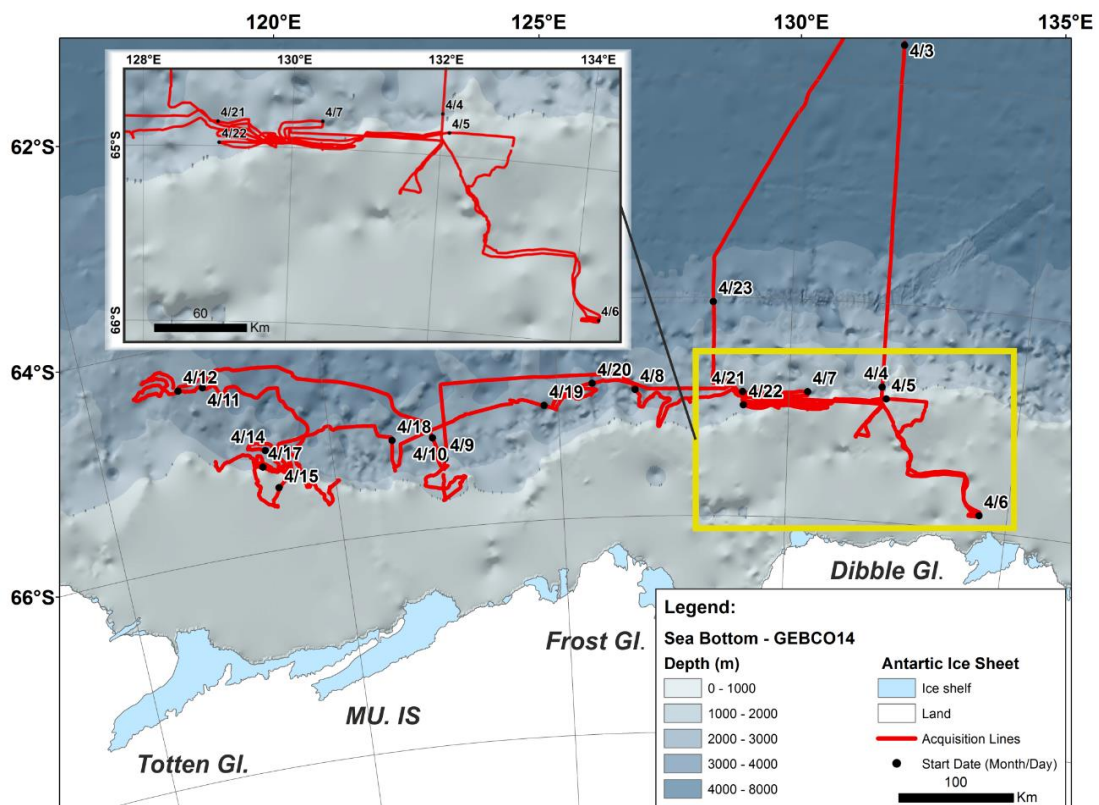 120°E 125°E 130°E 135°E
128°E 130°E 132°E 134°E
4/3
4/21 4/7 4/4
4/5
4/22
62°S
65°S
4/23
66°S
60
Km
4/6
64°S
4/12
4/11
4/20
4/19
4/8
4/21
4/22
4/7
4/4
4/5
4/14
4/17
4/15
4/18
4/10
4/9
4/6
66°S
Dibble Gl.
Frost Gl.
MU. IS
Totten Gl.
Legend:
Sea Bottom - GEBCO14
Depth (m)
0 - 1000
1000 - 2000
2000 - 3000
3000 - 4000
4000 - 8000
Antartic Ice Sheet
Ice shelf
Land
Acquisition Lines
Start Date (Month/Day)
100
Km